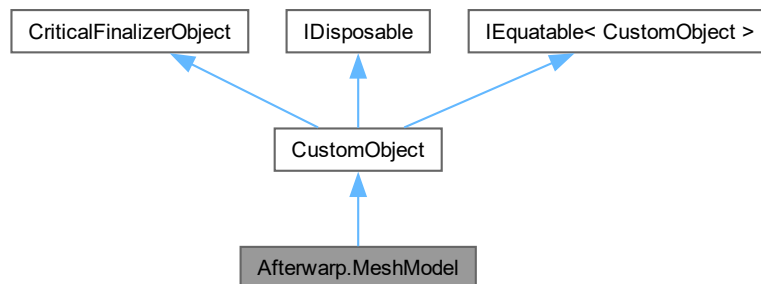 CriticalFinalizerObject
IDisposable
IEquatable< CustomObject >
CustomObject
Afterwarp.MeshModel